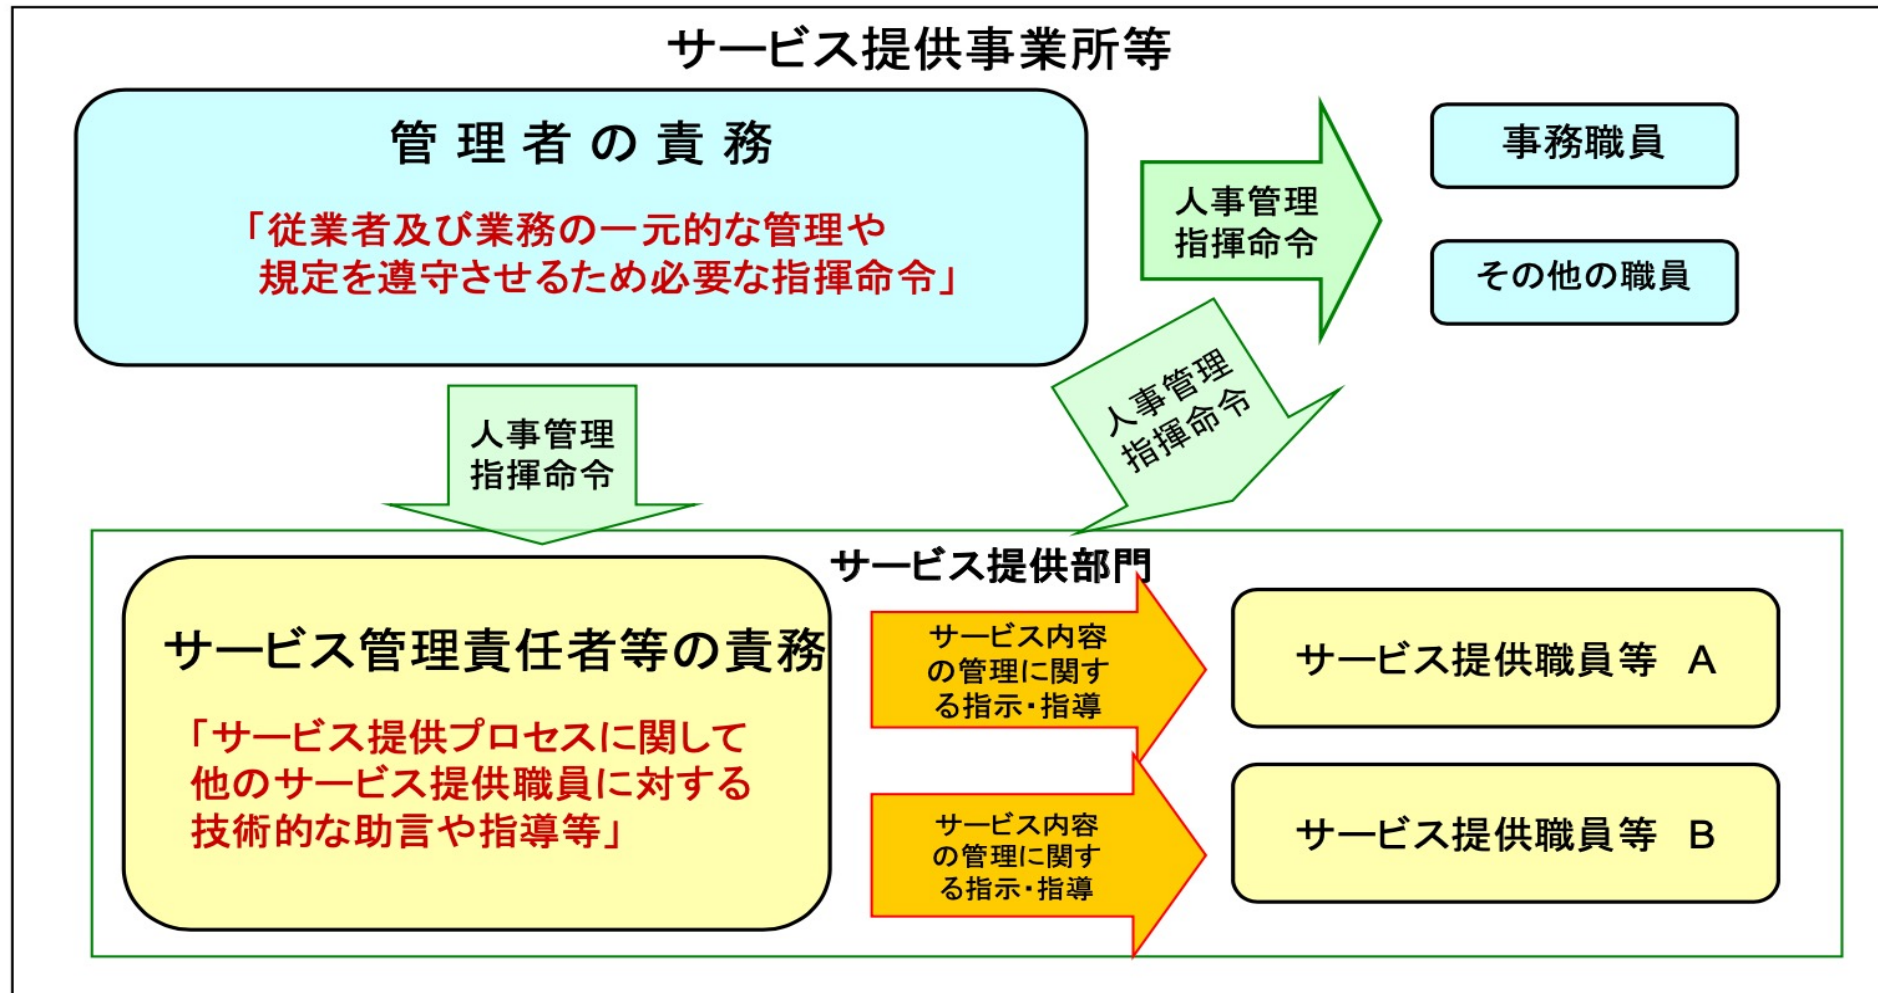 サービス提供事業所等
管理者の責務
「従業者及び業務の一元的な管理や
規定を遵守させるため必要な指揮命令」
人事管理
指揮命令
事務職員
その他の職員
人事管理
指揮命令
人事管理
指揮命令
サービス提供部門
サービス管理責任者等の責務
「サービス提供プロセスに関して
他のサービス提供職員に対する
技術的な助言や指導等」
サービス内容
の管理に関す
る指示・指導
サービス提供職員等 A
サービス内容
の管理に関す
る指示・指導
サービス提供職員等 B